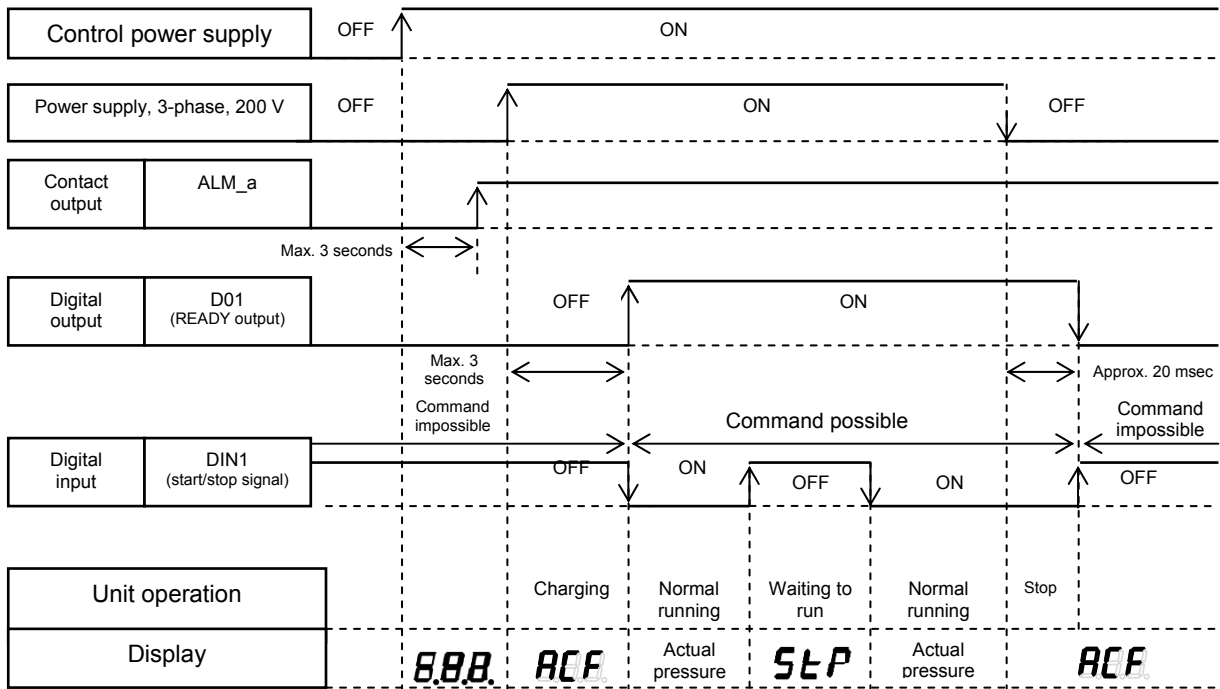 Control power supply
OFF
ON
Power supply, 3-phase, 200 V
OFF
ON
OFF
Contact output
ALM_a
Max. 3 seconds
Digital output
D01
(READY output)
OFF
ON
Max. 3 seconds
Approx. 20 msec
Command impossible
Command possible
Command impossible
Digital input
DIN1
(start/stop signal)
OFF
ON
OFF
ON
OFF
Unit operation
Charging
Normal running
Waiting to run
Normal running
Stop
Display
8.8.8.
ACF
Actual pressure
StP
Actual pressure
ACF